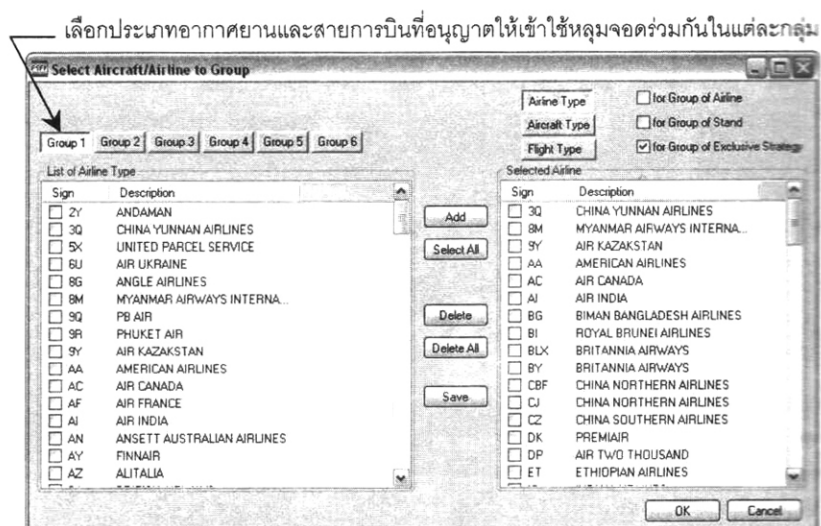 เลือกประเภทอากาศยานและสายการบินที่อนุญาตให้เข้าใช้หลุมจอดร่วมกันในแต่ละกลุ่ม
Select Aircraft/Airline to Group
Airline Type
for Group of Airline
Aircraft Type
for Group of Stand
Flight Type
for Group of Exclusive Strategy
Group 1
Group 2
Group 3
Group 4
Group 5
Group 6
List of Airline Type
Sign Description
2Y ANDAMAN
3Q CHINA YUNNAN AIRLINES
5X UNITED PARCEL SERVICE
6U AIR UKRAINE
8G ANGLE AIRLINES
8M MYANMAR AIRWAYS INTERNA...
9Q PB AIR
9R PHUKET AIR
9Y AIR KAZAKSTAN
AA AMERICAN AIRLINES
AC AIR CANADA
AF AIR FRANCE
AI AIR INDIA
AN ANSETT AUSTRALIAN AIRLINES
AY FINNAIR
AZ ALITALIA
Add
Select All
Delete
Delete All
Save
Selected Airline
Sign Description
3Q CHINA YUNNAN AIRLINES
8M MYANMAR AIRWAYS INTERNA...
9Y AIR KAZAKSTAN
AA AMERICAN AIRLINES
AC AIR CANADA
AI AIR INDIA
BG BIMAN BANGLADESH AIRLINES
BI ROYAL BRUNEI AIRLINES
BLX BRITANNIA AIRWAYS
BY BRITANNIA AIRWAYS
CBF CHINA NORTHERN AIRLINES
CJ CHINA NORTHERN AIRLINES
CZ CHINA SOUTHERN AIRLINES
DK PREMIAIR
DP AIR TWO THOUSAND
ET ETHIOPIAN AIRLINES
OK
Cancel